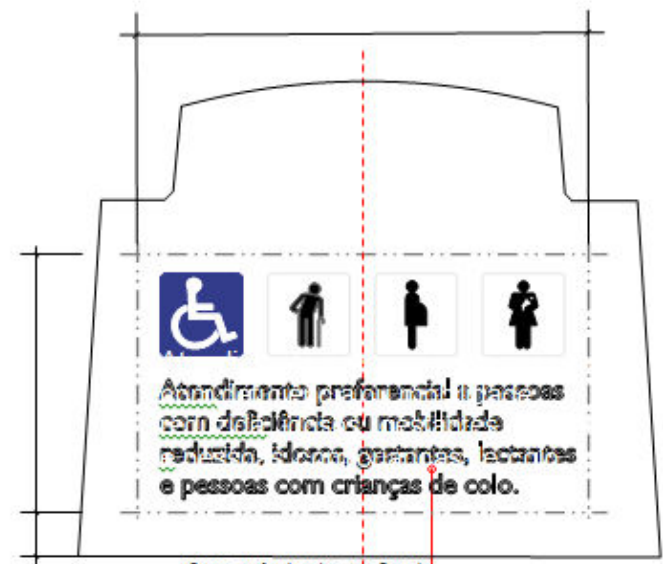 Atendimento preferencial a pessoas
com deficiência ou mobilidade
reduzida, idosos, gestantes, lactantes
e pessoas com crianças de colo.